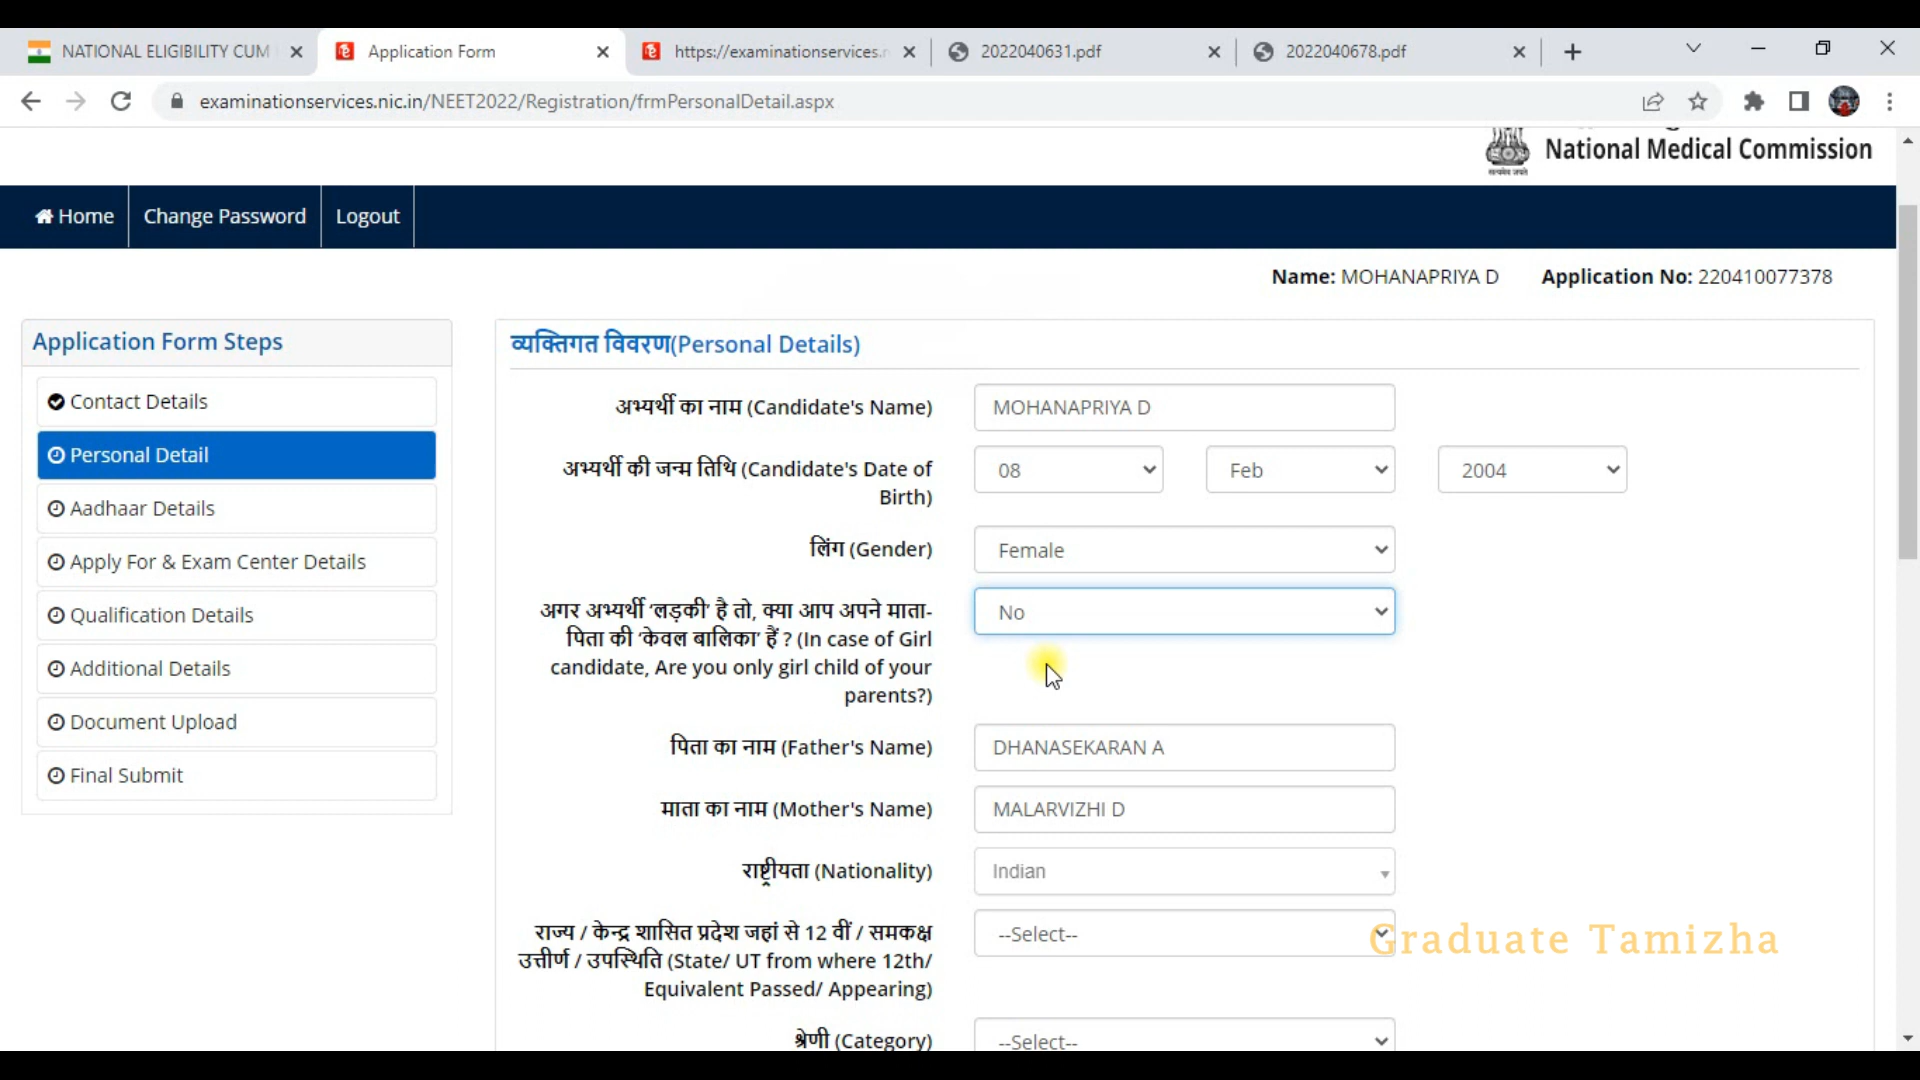 NATIONAL ELIGIBILITY CUM
Application Form
https://examinationservices.n
2022040631.pdf
2022040678.pdf
examinationservices.nic.in/NEET2022/Registration/frmPersonalDetail.aspx
National Medical Commission
सत्यमेव जयते
Home
Change Password
Logout
Name: MOHANAPRIYA D
Application No: 220410077378
Application Form Steps
Contact Details
Personal Detail
Aadhaar Details
Apply For & Exam Center Details
Qualification Details
Additional Details
Document Upload
Final Submit
व्यक्तिगत विवरण(Personal Details)
अभ्यर्थी का नाम (Candidate's Name)
MOHANAPRIYA D
अभ्यर्थी की जन्म तिथि (Candidate's Date of
Birth)
08
Feb
2004
लिंग (Gender)
Female
अगर अभ्यर्थी ‘लड़की’ है तो, क्या आप अपने माता-
पिता की ‘केवल बालिका’ हैं ? (In case of Girl
candidate, Are you only girl child of your
parents?)
No
पिता का नाम (Father's Name)
DHANASEKARAN A
माता का नाम (Mother's Name)
MALARVIZHI D
राष्ट्रीयता (Nationality)
Indian
राज्य / केन्द्र शासित प्रदेश जहां से 12 वीं / समकक्ष
उत्तीर्ण / उपस्थिति (State/ UT from where 12th/
Equivalent Passed/ Appearing)
--Select--
Graduate Tamizha
श्रेणी (Category)
--Select--